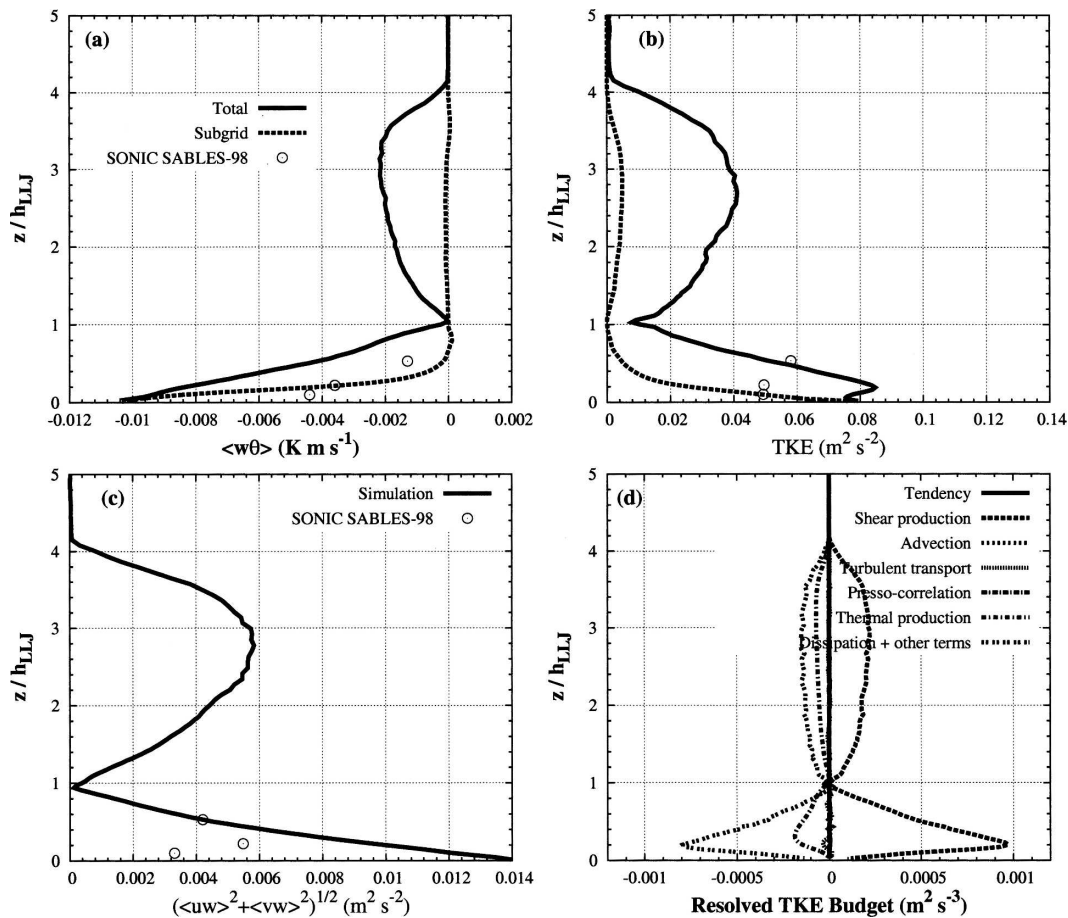 (a)
Total
Subgrid
SONIC SABLES-98
z / h_LLJ
5
4
3
2
1
0
-0.012 -0.01 -0.008 -0.006 -0.004 -0.002 0 0.002
<wθ> (K m s⁻¹)
(b)
z / h_LLJ
5
4
3
2
1
0
0 0.02 0.04 0.06 0.08 0.1 0.12 0.14
TKE (m² s⁻²)
(c)
Simulation
SONIC SABLES-98
z / h_LLJ
5
4
3
2
1
0
0 0.002 0.004 0.006 0.008 0.01 0.012 0.014
(<uw>²+<vw>²)^1/2 (m² s⁻²)
(d)
Tendency
Shear production
Advection
Turbulent transport
Presso-correlation
Thermal production
Dissipation + other terms
z / h_LLJ
5
4
3
2
1
0
-0.001 -0.0005 0 0.0005 0.001
Resolved TKE Budget (m² s⁻³)